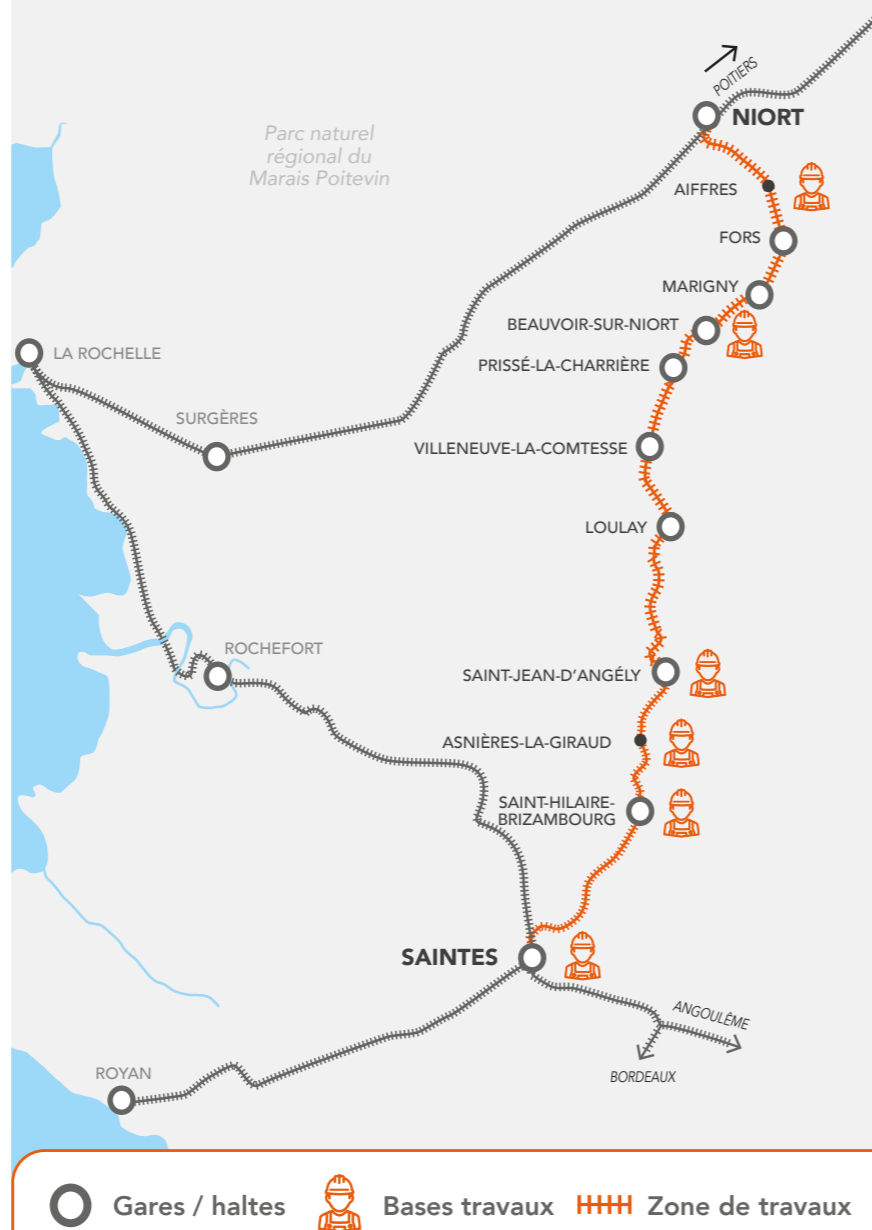 POITIERS
NIORT
Parc naturel
régional du
Marais Poitevin
AIFFRES
FORS
MARIGNY
BEAUVOIR-SUR-NIORT
LA ROCHELLE
PRISSÉ-LA-CHARRIÈRE
SURGÈRES
VILLENEUVE-LA-COMTESSE
LOULAY
ROCHEFORT
SAINT-JEAN-D'ANGÉLY
ASNIÈRES-LA-GIRAUD
SAINT-HILAIRE-
BRIZAMBOURG
SAINTES
ANGOULÊME
BORDEAUX
ROYAN
Gares / haltes
Bases travaux
Zone de travaux